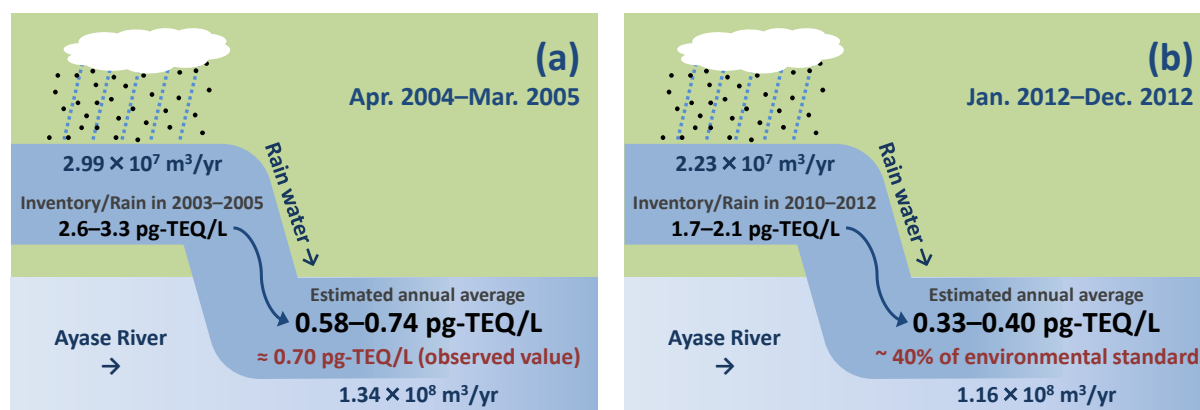 (a)
Apr. 2004–Mar. 2005
2.99 × 10⁷ m³/yr
Rain water →
Inventory/Rain in 2003–2005
2.6–3.3 pg-TEQ/L
Estimated annual average
0.58–0.74 pg-TEQ/L
Ayase River
→
≈ 0.70 pg-TEQ/L (observed value)
1.34 × 10⁸ m³/yr
(b)
Jan. 2012–Dec. 2012
2.23 × 10⁷ m³/yr
Rain water →
Inventory/Rain in 2010–2012
1.7–2.1 pg-TEQ/L
Estimated annual average
0.33–0.40 pg-TEQ/L
Ayase River
→
~ 40% of environmental standard
1.16 × 10⁸ m³/yr